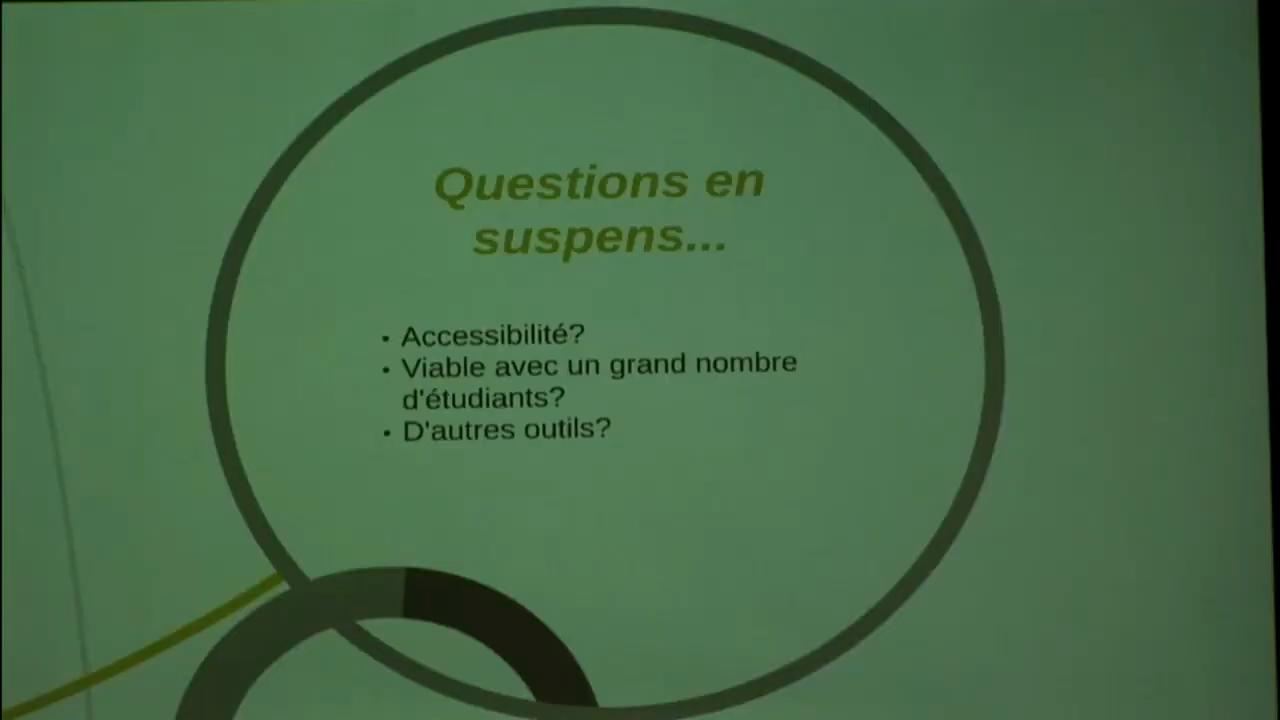 Questions en
suspens...
• Accessibilité?
• Viable avec un grand nombre
d'étudiants?
• D'autres outils?